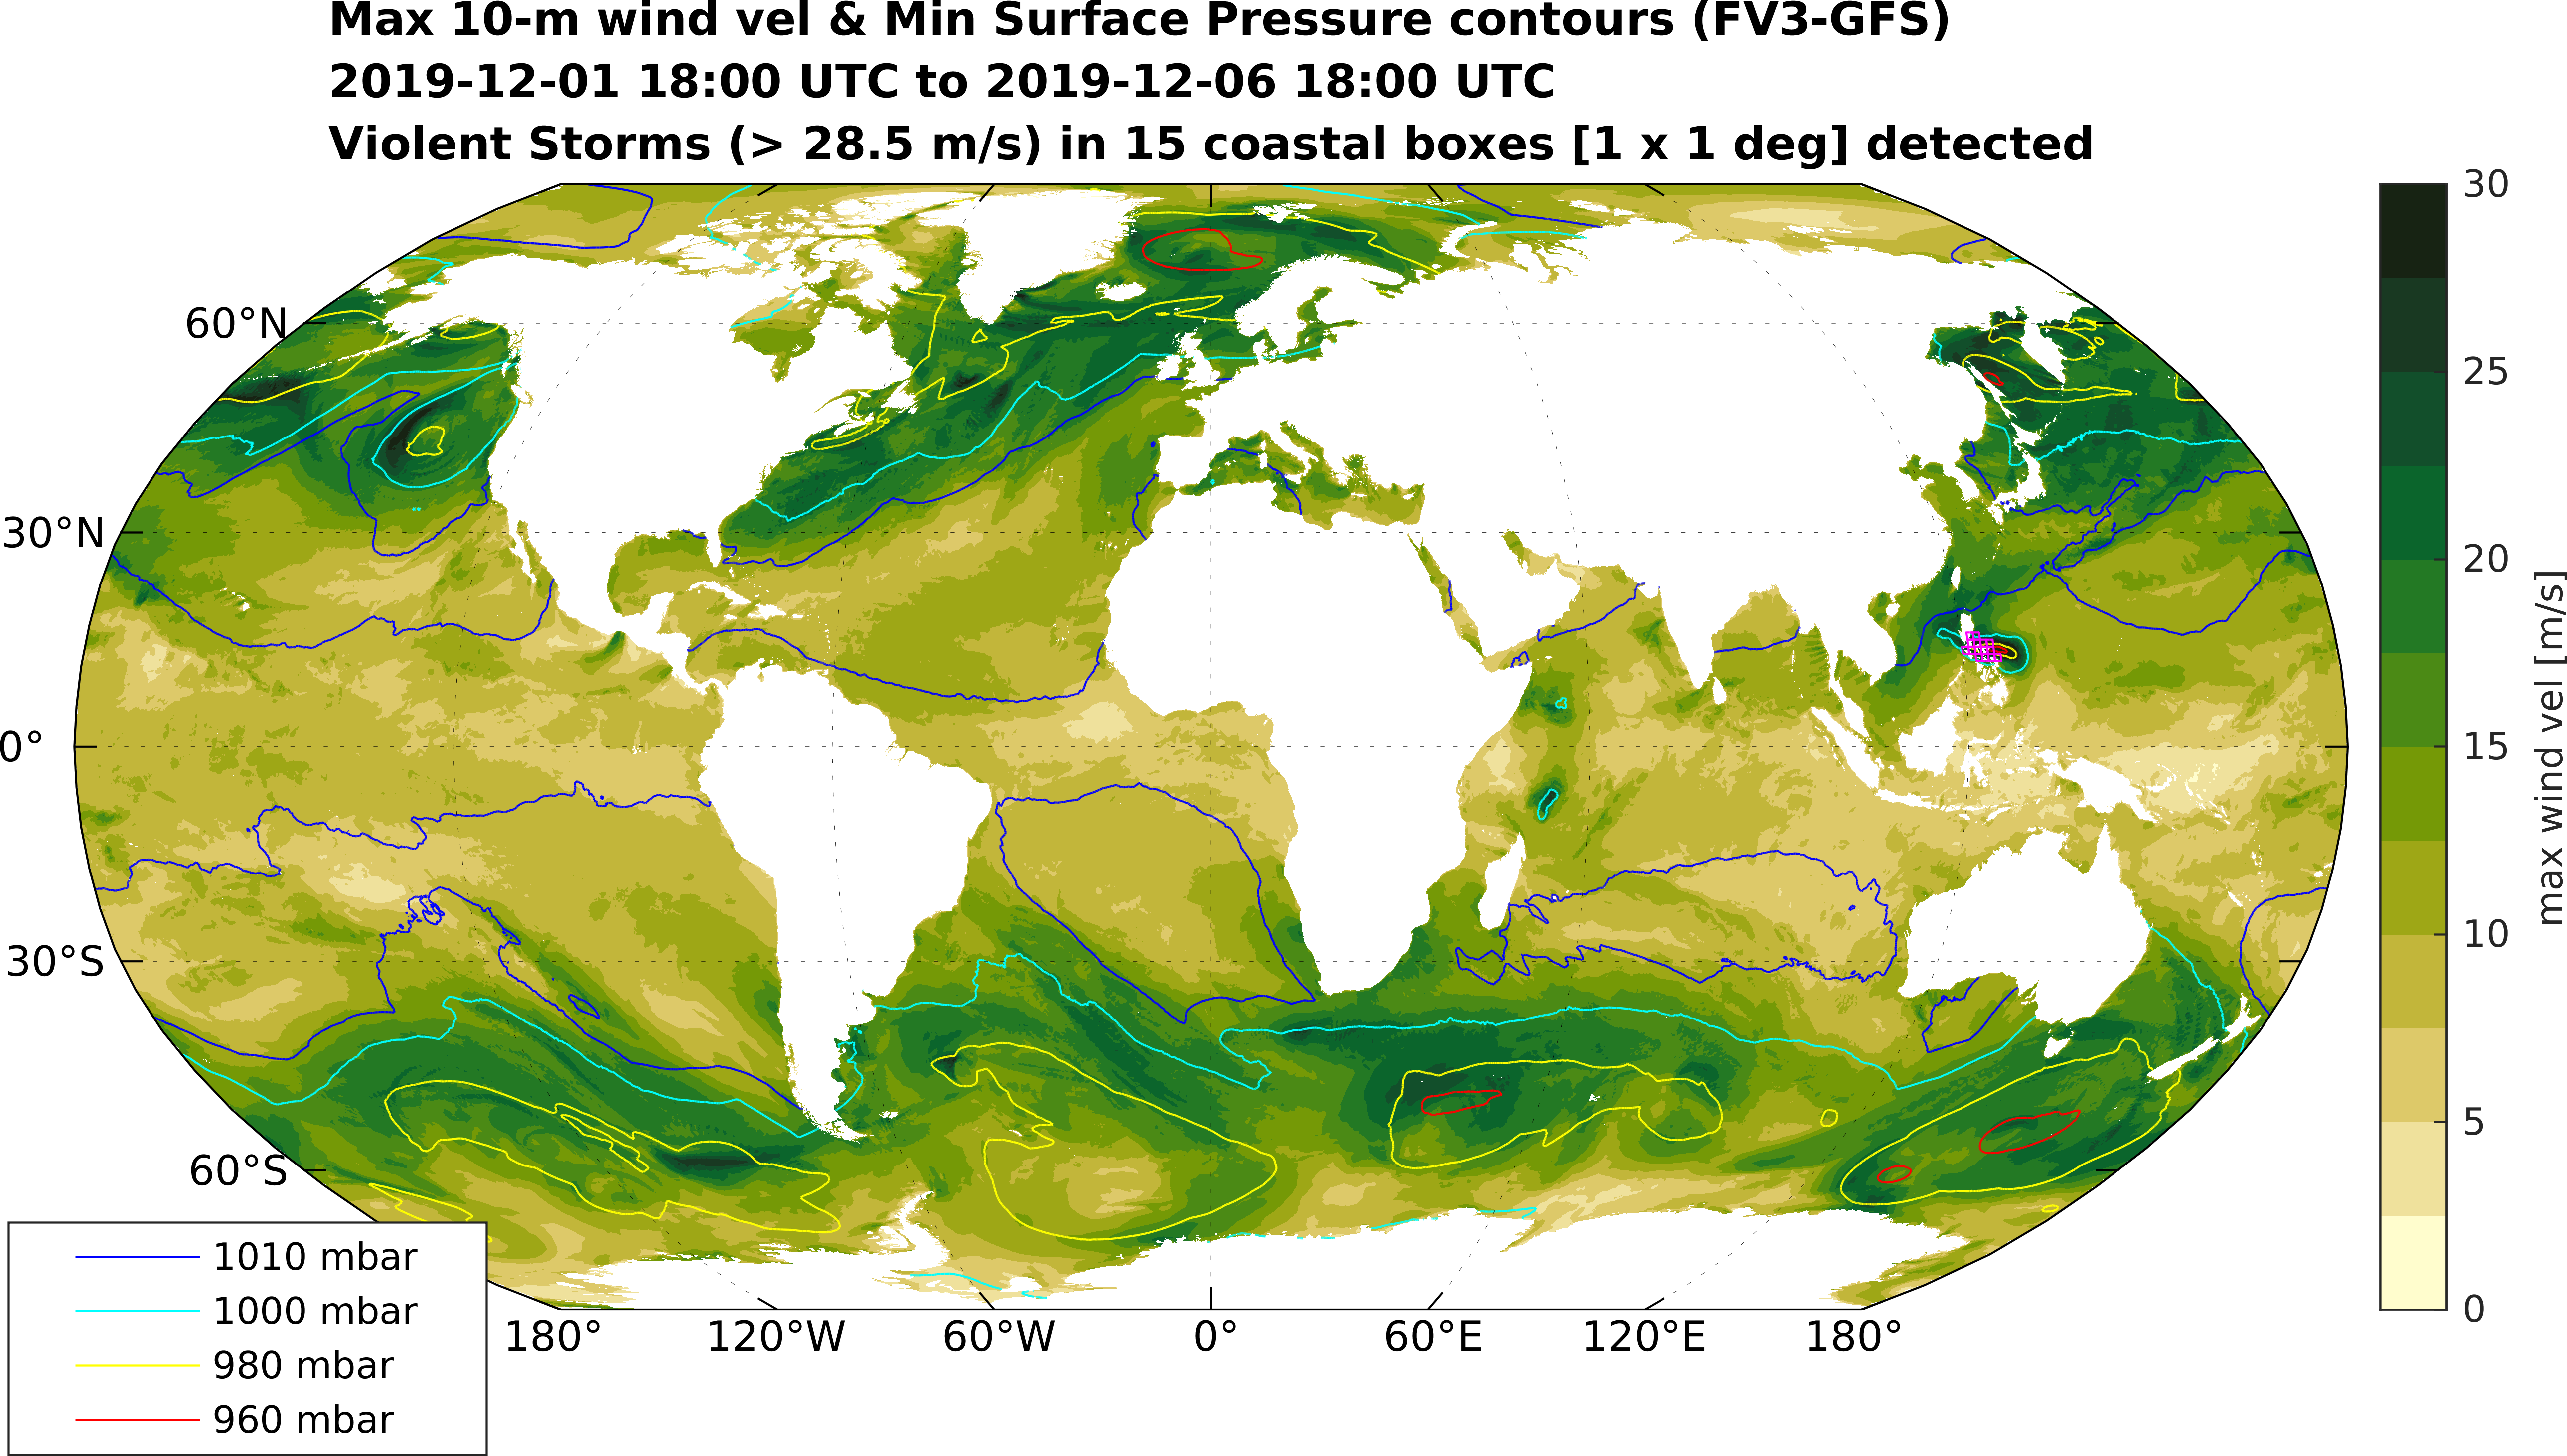 Max 10-m wind vel & Min Surface Pressure contours (FV3-GFS)
2019-12-01 18:00 UTC to 2019-12-06 18:00 UTC
Violent Storms (> 28.5 m/s) in 15 coastal boxes [1 x 1 deg] detected
60°N
30°N
0°
30°S
60°S
180°
120°W
60°W
0°
60°E
120°E
180°
1010 mbar
1000 mbar
980 mbar
960 mbar
30
25
20
15
10
5
0
max wind vel [m/s]